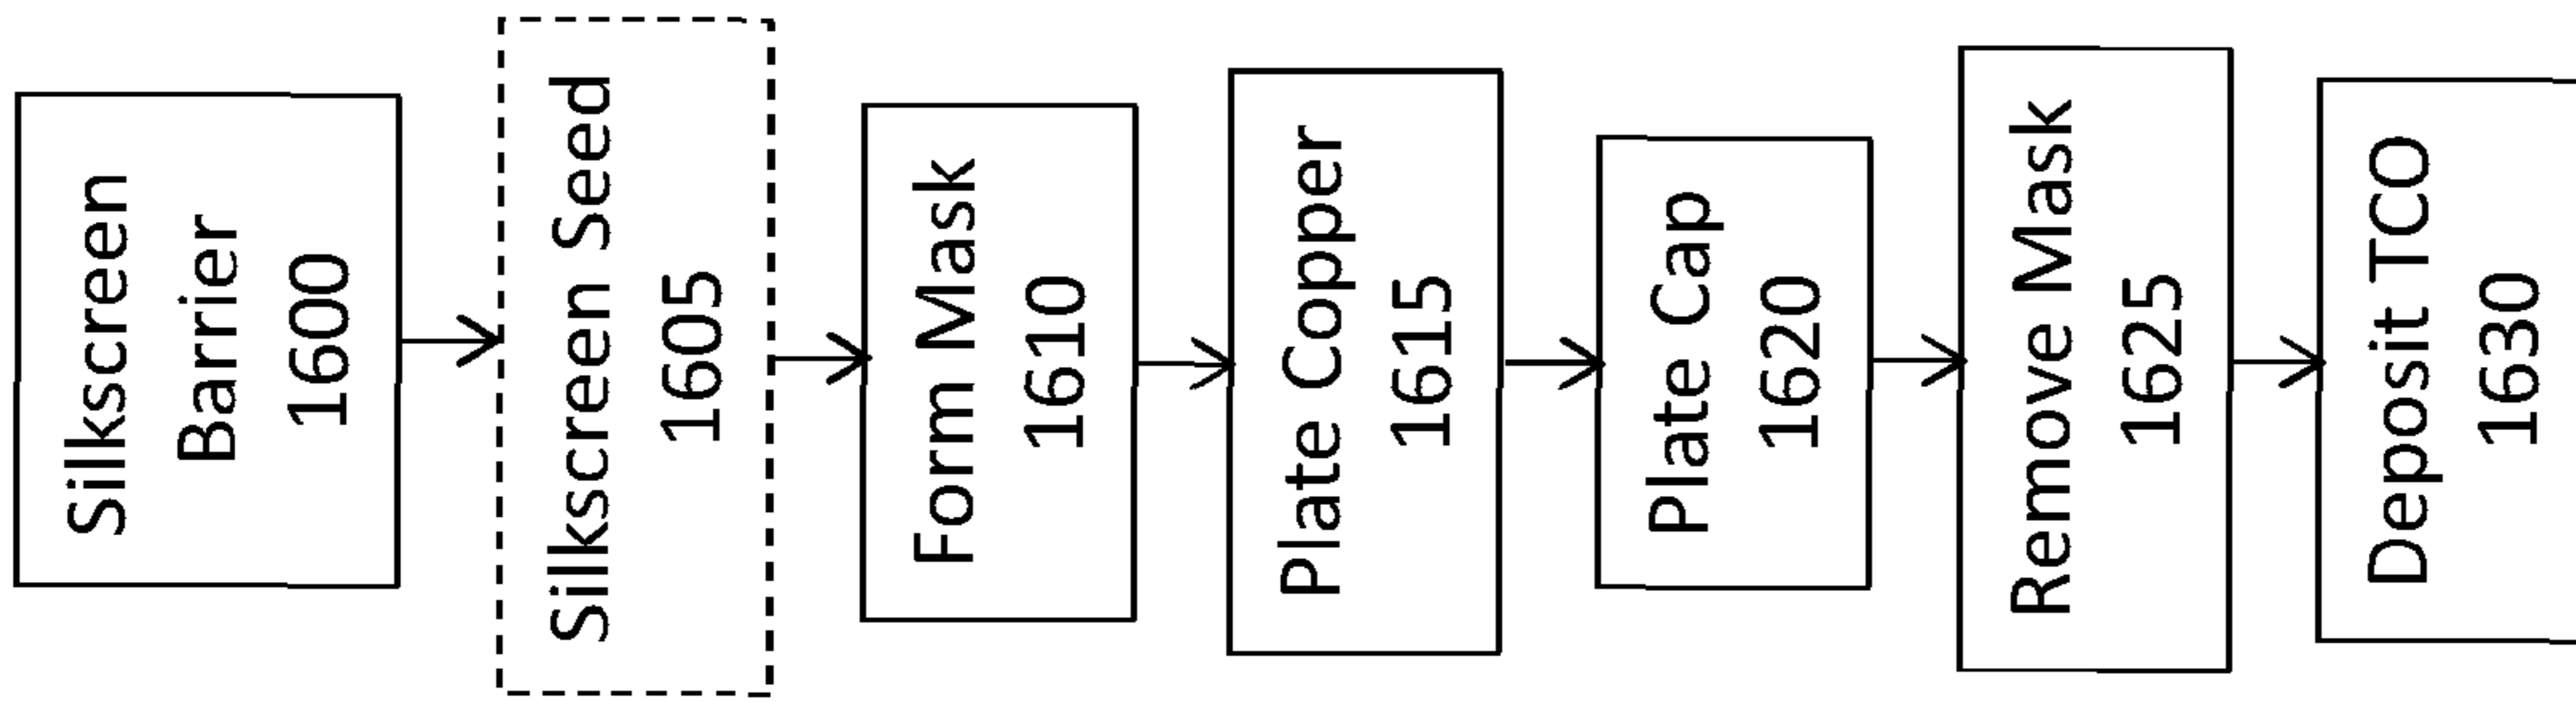 Silkscreen
Barrier
1600
Silkscreen Seed
1605
Form Mask
1610
Plate Copper
1615
Plate Cap
1620
Remove Mask
1625
Deposit TCO
1630